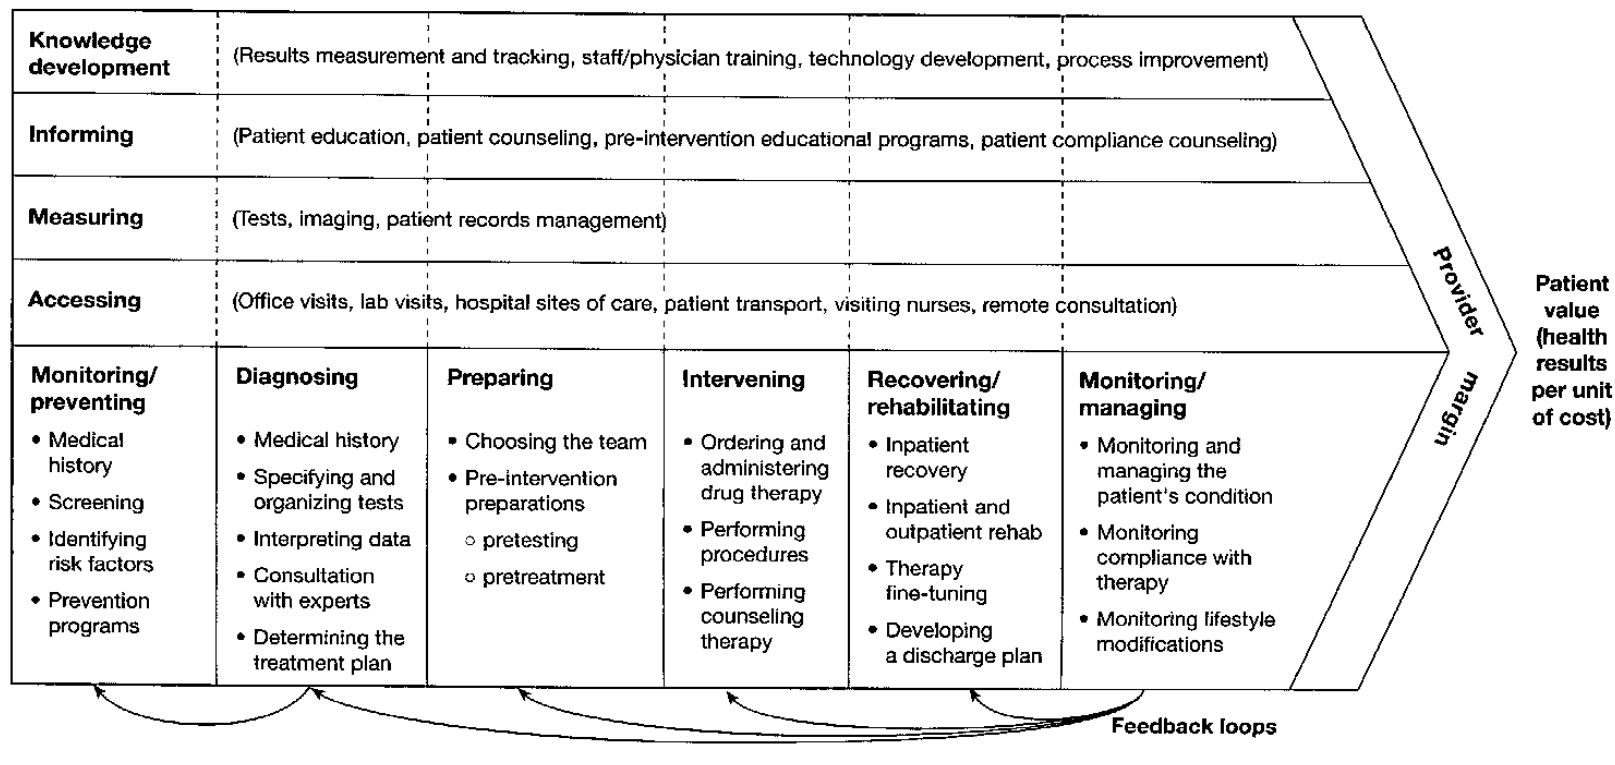 Knowledge
development
(Results measurement and tracking, staff/physician training, technology development, process improvement)
Informing
(Patient education, patient counseling, pre-intervention educational programs, patient compliance counseling)
Measuring
(Tests, imaging, patient records management)
Accessing
(Office visits, lab visits, hospital sites of care, patient transport, visiting nurses, remote consultation)
Monitoring/
preventing
• Medical
history
• Screening
• Identifying
risk factors
• Prevention
programs
Diagnosing
• Medical history
• Specifying and
organizing tests
• Interpreting data
• Consultation
with experts
• Determining the
treatment plan
Preparing
• Choosing the team
• Pre-intervention
preparations
○ pretesting
○ pretreatment
Intervening
• Ordering and
administering
drug therapy
• Performing
procedures
• Performing
counseling
therapy
Recovering/
rehabilitating
• Inpatient
recovery
• Inpatient and
outpatient rehab
• Therapy
fine-tuning
• Developing
a discharge plan
Monitoring/
managing
• Monitoring and
managing the
patient's condition
• Monitoring
compliance with
therapy
• Monitoring lifestyle
modifications
Provider
margin
Patient
value
(health
results
per unit
of cost)
Feedback loops